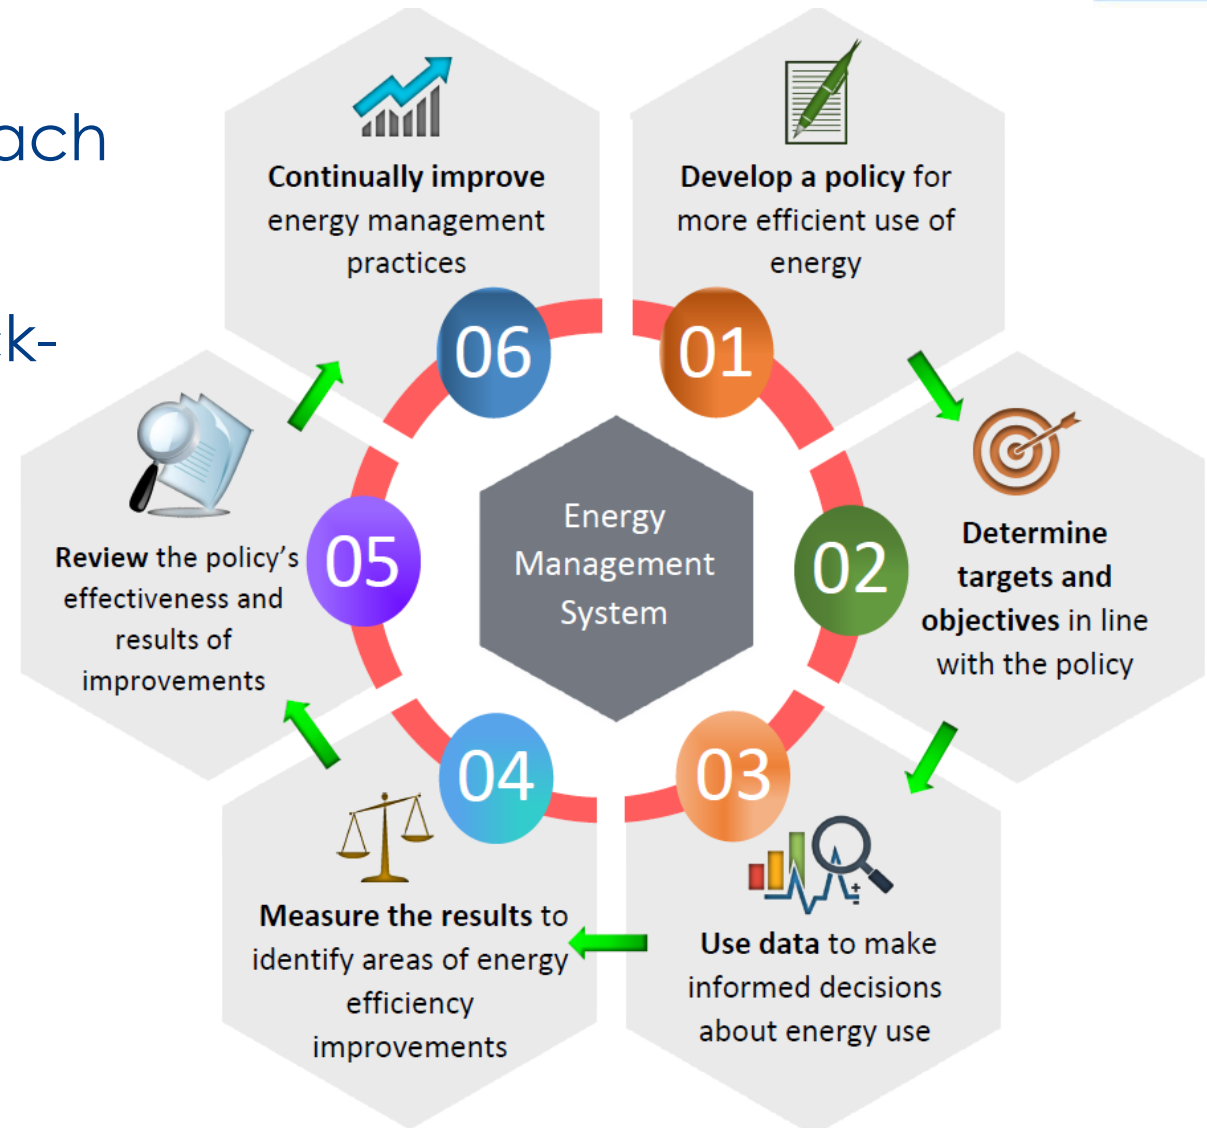 ach
ck-
01
Develop a policy for
more efficient use of
energy
02
Determine
targets and
objectives in line
with the policy
03
Use data to make
informed decisions
about energy use
04
Measure the results to
identify areas of energy
efficiency
improvements
05
Review the policy’s
effectiveness and
results of
improvements
06
Continually improve
energy management
practices
Energy
Management
System